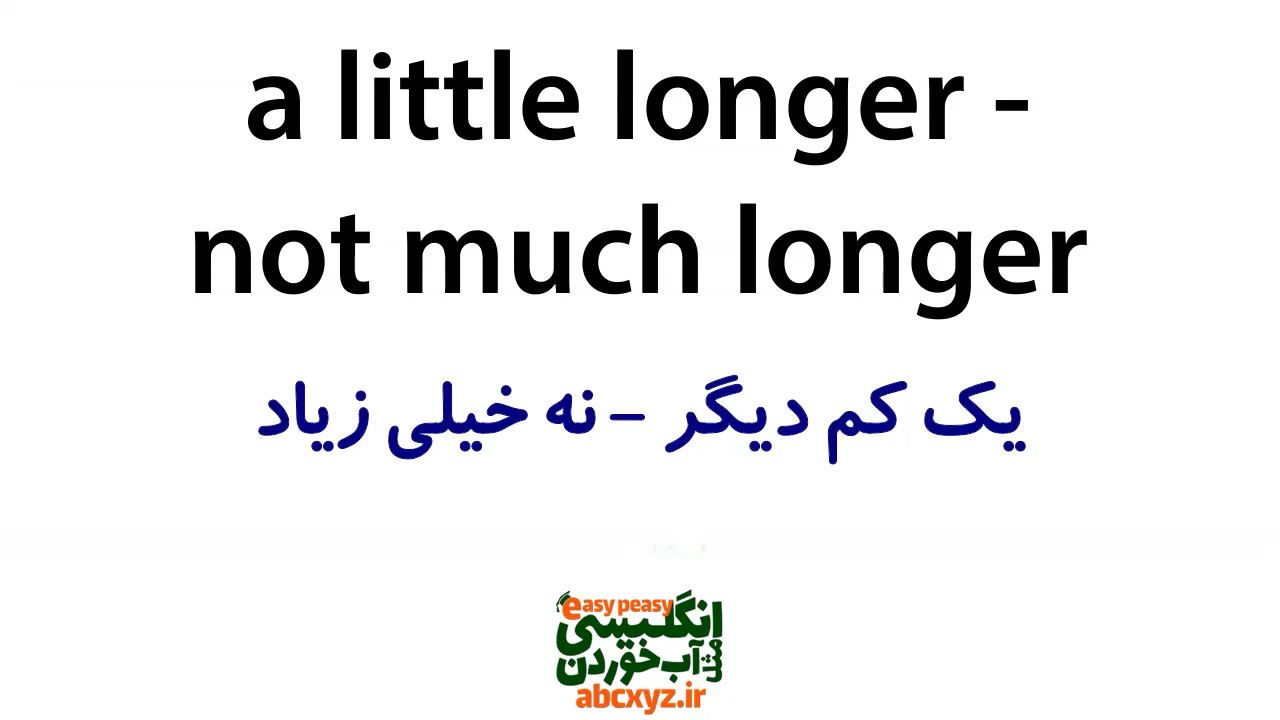 a little longer -
not much longer
یک کم دیگر – نه خیلی زیاد
easy peasy
انگلیسی
مثل آب خوردن
abcxyz.ir